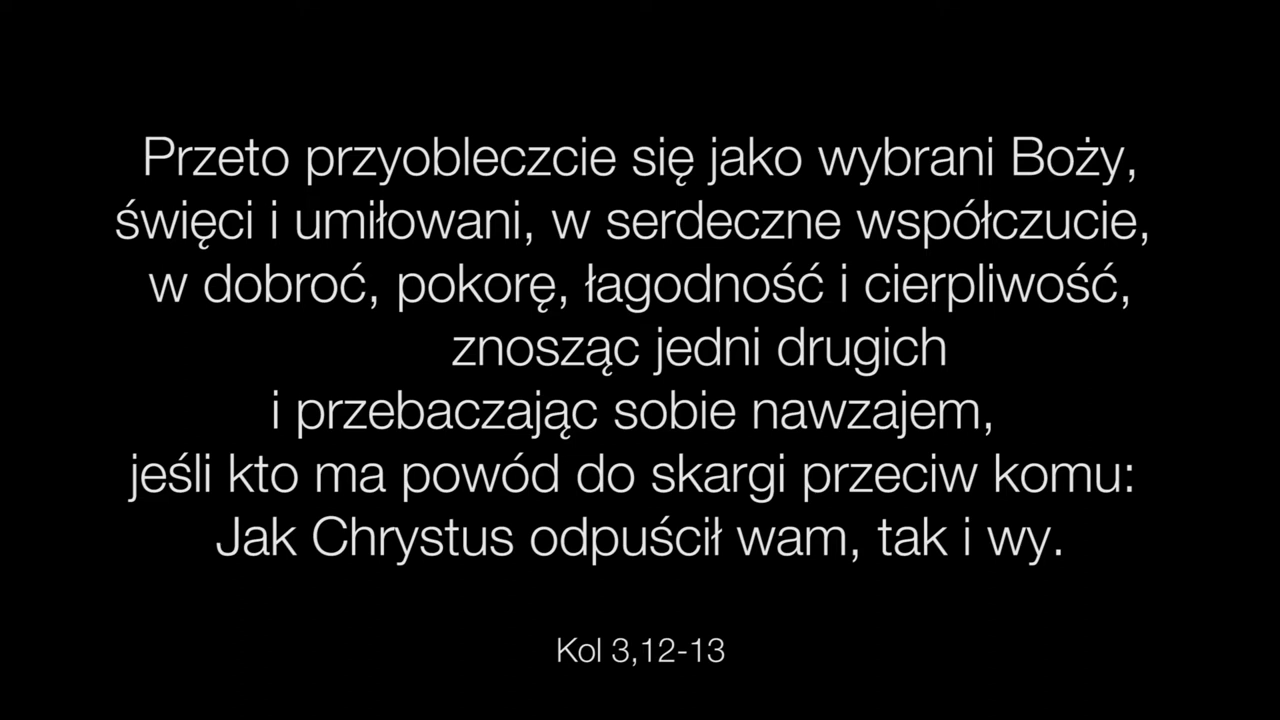 Przeto przyobleczcie się jako wybrani Boży,
święci i umiłowani, w serdeczne współczucie,
w dobroć, pokorę, łagodność i cierpliwość,
znosząc jedni drugich
i przebaczając sobie nawzajem,
jeśli kto ma powód do skargi przeciw komu:
Jak Chrystus odpuścił wam, tak i wy.
Kol 3,12-13